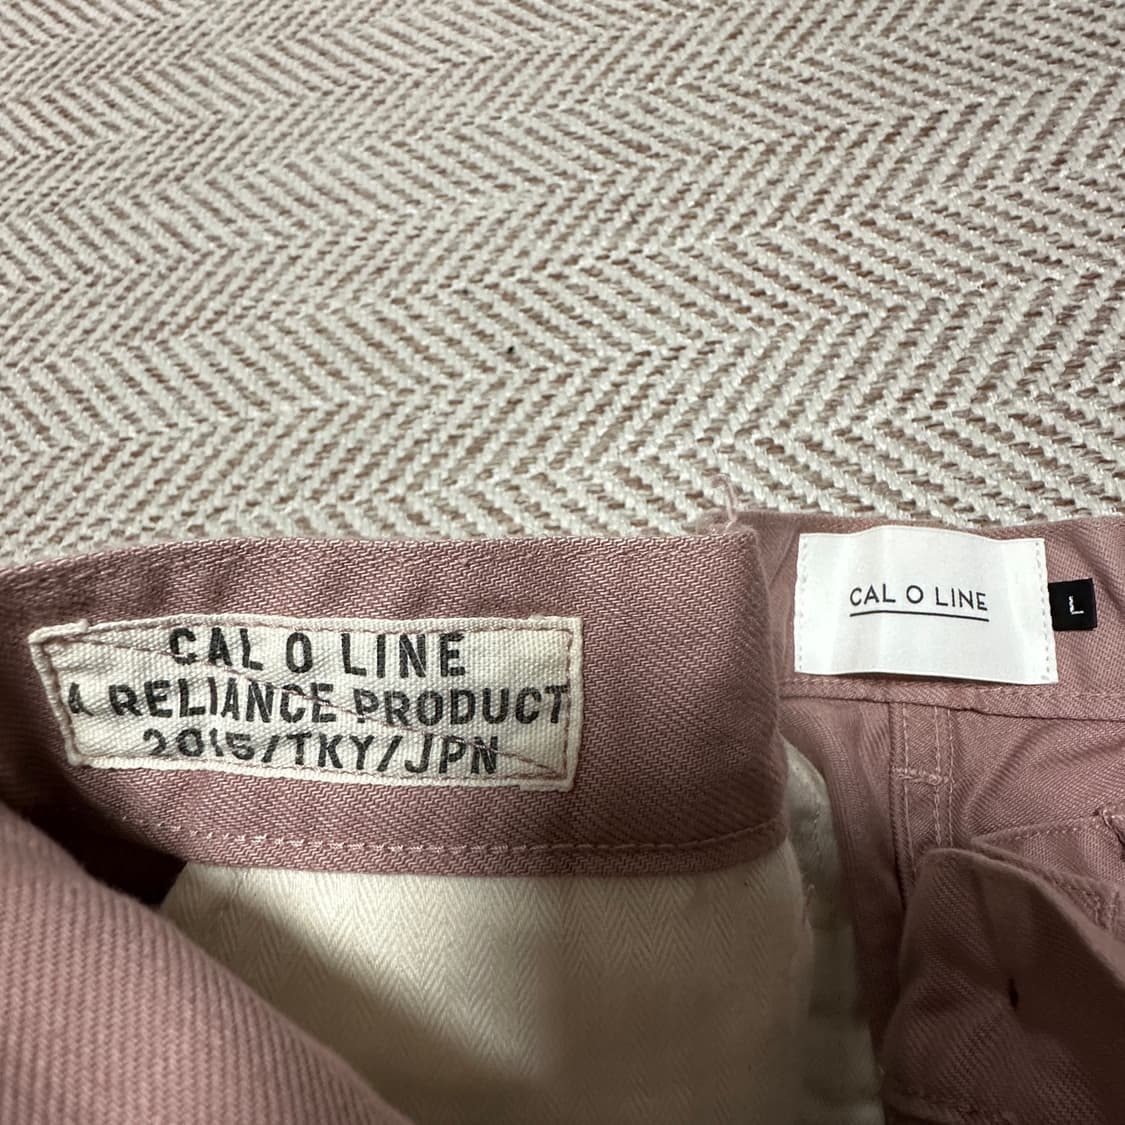 CAL O LINE
A RELIANCE PRODUCT
2015/TKY/JPN
CAL O LINE
L